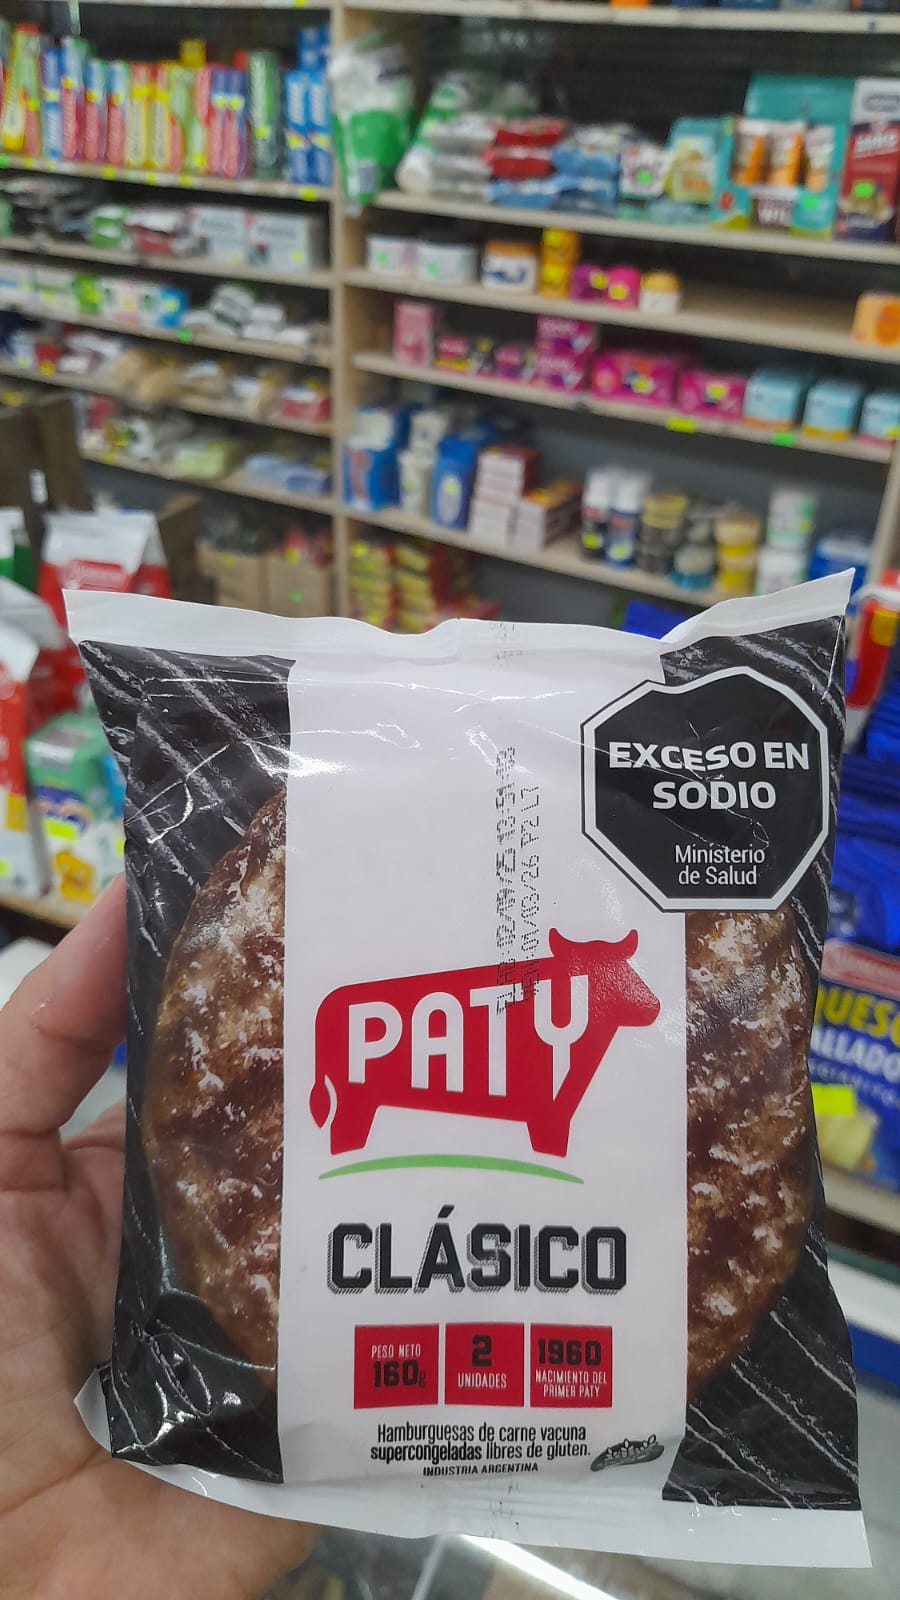 EXCESO EN
SODIO
Ministerio
de Salud
PATY
CLÁSICO
PESO NETO
160g
2
UNIDADES
1960
NACIMIENTO DEL
PRIMER PATY
Hamburguesas de carne vacuna
supercongeladas libres de gluten.
INDUSTRIA ARGENTINA